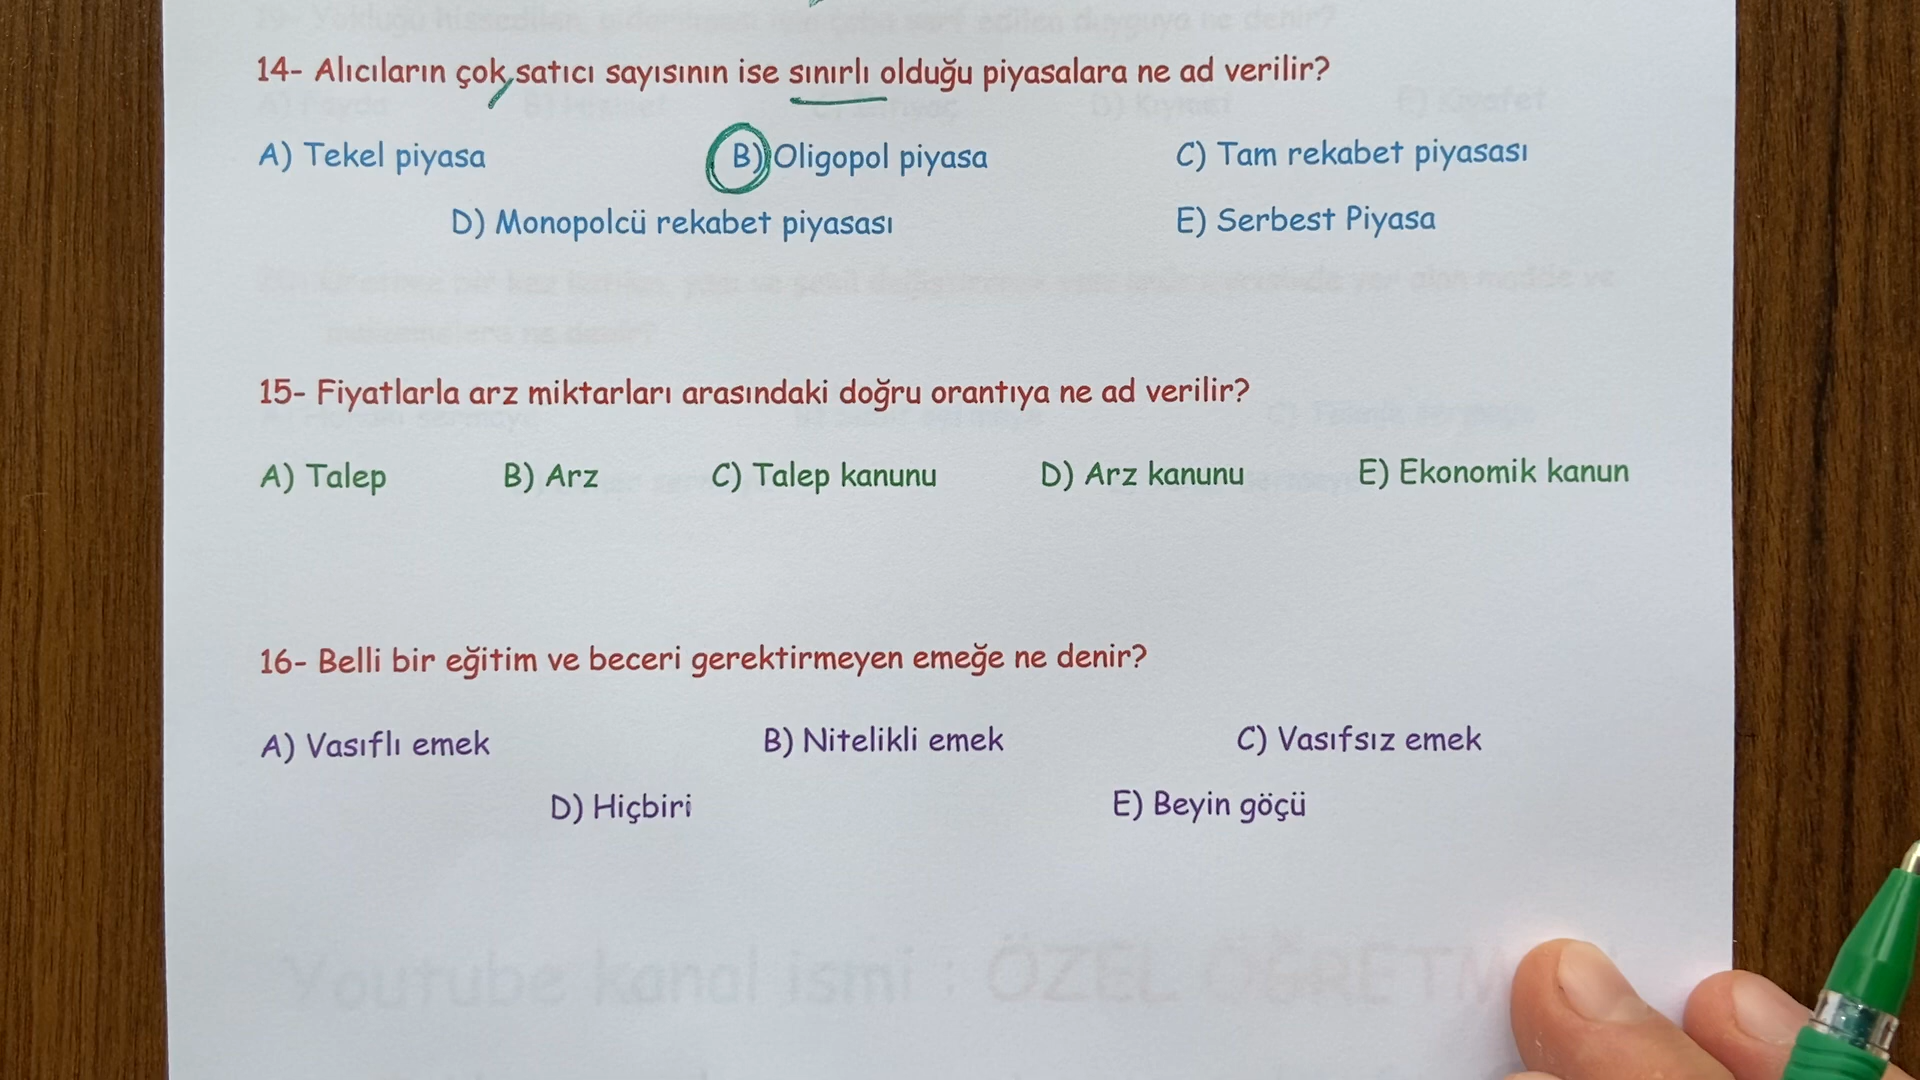 14- Alıcıların çok, satıcı sayısının ise sınırlı olduğu piyasalara ne ad verilir?
A) Tekel piyasa B) Oligopol piyasa C) Tam rekabet piyasası
D) Monopolcü rekabet piyasası E) Serbest Piyasa
15- Fiyatlarla arz miktarları arasındaki doğru orantıya ne ad verilir?
A) Talep B) Arz C) Talep kanunu D) Arz kanunu E) Ekonomik kanun
16- Belli bir eğitim ve beceri gerektirmeyen emeğe ne denir?
A) Vasıflı emek B) Nitelikli emek C) Vasıfsız emek
D) Hiçbiri E) Beyin göçü
Youtube kanal ismi : ÖZEL